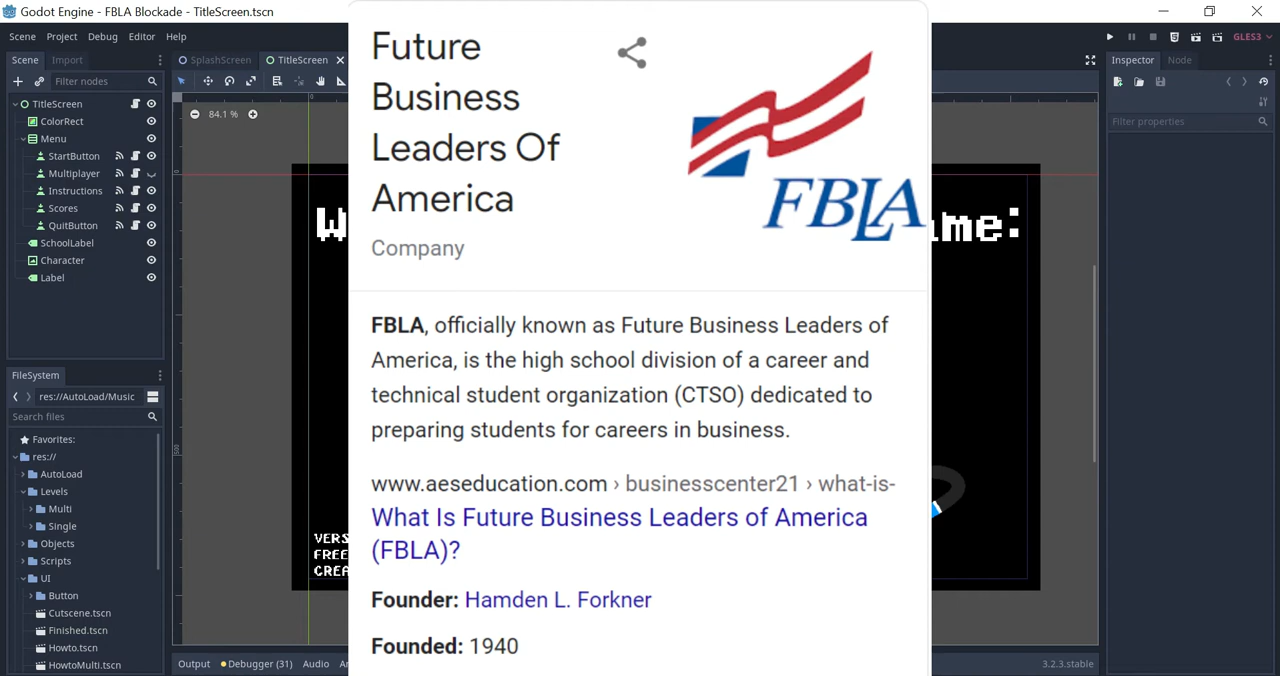 Godot Engine - FBLA Blockade - TitleScreen.tscn
Scene Project Debug Editor Help
GLES3
Scene Import
SplashScreen TitleScreen
Inspector Node
Filter nodes
TitleScreen
ColorRect
Menu
StartButton
Multiplayer
Instructions
Scores
QuitButton
SchoolLabel
Character
Label
84.1 %
0
Filter properties
Future
Business
Leaders Of
America
Company
FBLA
me:
FBLA, officially known as Future Business Leaders of
America, is the high school division of a career and
technical student organization (CTSO) dedicated to
preparing students for careers in business.
www.aeseducation.com › businesscenter21 › what-is-
What Is Future Business Leaders of America
(FBLA)?
Founder: Hamden L. Forkner
Founded: 1940
VERS
FREE
CREA
FileSystem
res://AutoLoad/Music
Search files
Favorites:
res://
AutoLoad
Levels
Multi
Single
Objects
Scripts
UI
Button
Cutscene.tscn
Finished.tscn
Howto.tscn
HowtoMulti.tscn
Output Debugger (31) Audio
3.2.3.stable